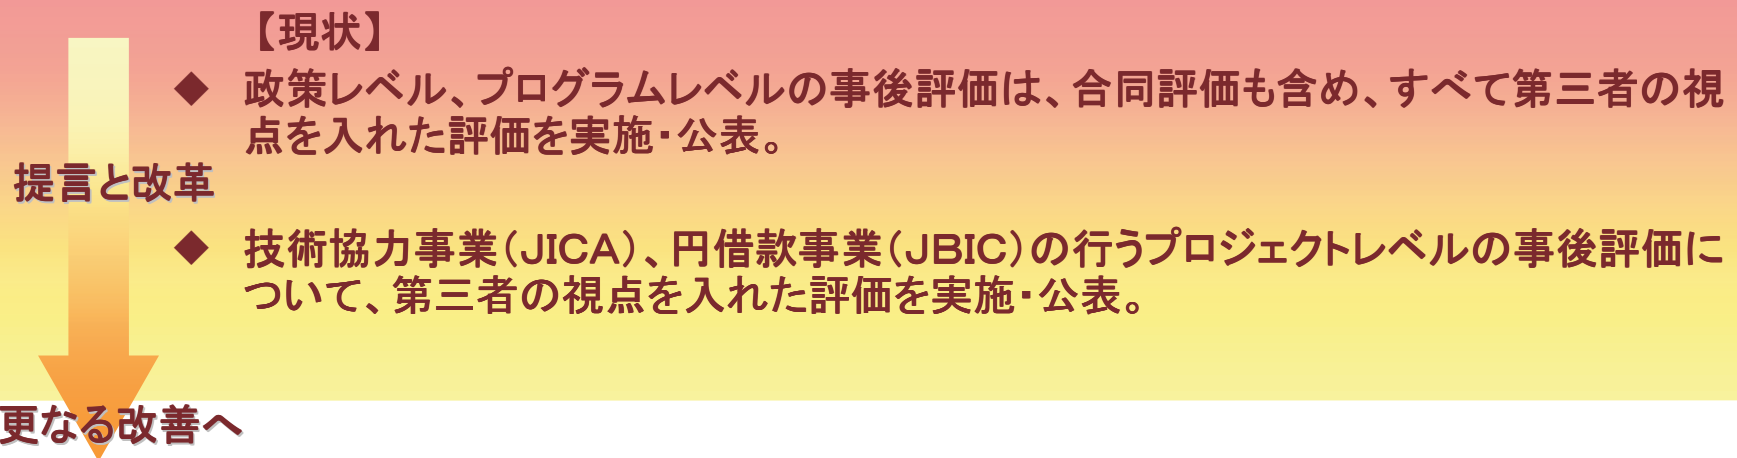 【現状】
◆ 政策レベル、プログラムレベルの事後評価は、合同評価も含め、すべて第三者の視
点を入れた評価を実施・公表。
提言と改革
◆ 技術協力事業(JICA)、円借款事業(JBIC)の行うプロジェクトレベルの事後評価に
ついて、第三者の視点を入れた評価を実施・公表。
更なる改善へ